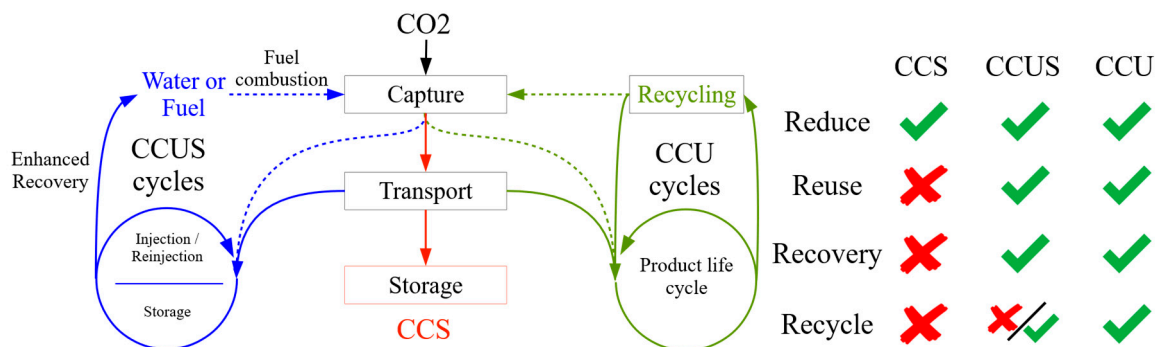 CO2
Fuel
combustion
Water or
Fuel
Capture
Recycling
Enhanced
Recovery
CCUS
cycles
CCU
cycles
Transport
Injection /
Reinjection
Storage
Product life
cycle
Storage
CCS
CCS CCUS CCU
Reduce
Reuse
Recovery
Recycle